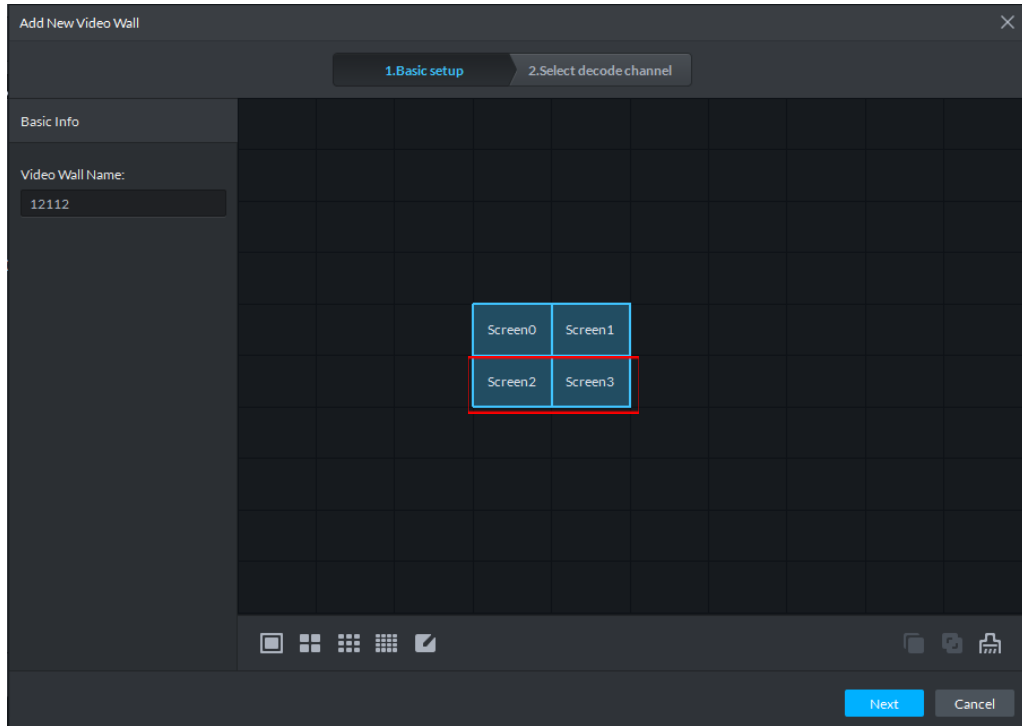 Add New Video Wall
1.Basic setup
2.Select decode channel
Basic Info
Video Wall Name:
12112
Screen0
Screen1
Screen2
Screen3
Next
Cancel